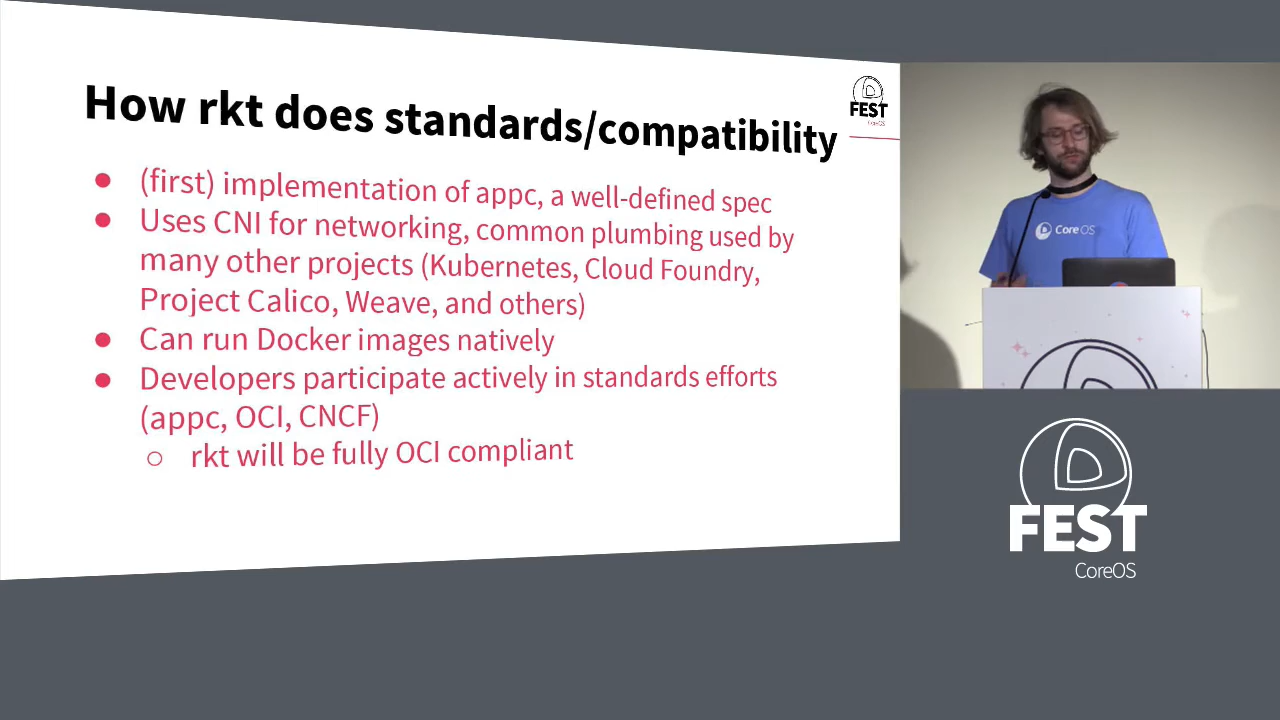 How rkt does standards/compatibility
FEST
CoreOS
● (first) implementation of appc, a well-defined spec
● Uses CNI for networking, common plumbing used by
many other projects (Kubernetes, Cloud Foundry,
Project Calico, Weave, and others)
● Can run Docker images natively
● Developers participate actively in standards efforts
(appc, OCI, CNCF)
○ rkt will be fully OCI compliant
Core OS
FEST
CoreOS